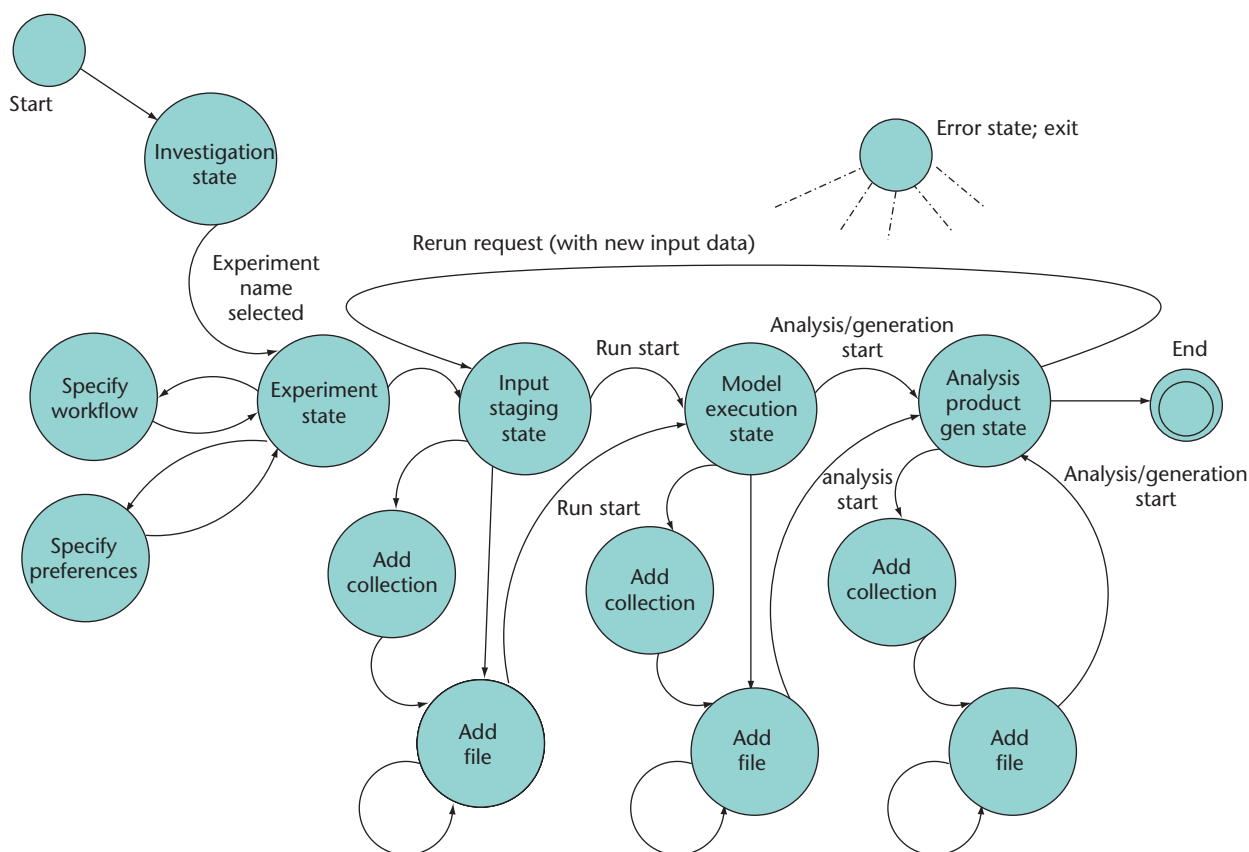 Start
Investigation
state
Error state; exit
Rerun request (with new input data)
Experiment
name
selected
Specify
workflow
Experiment
state
Input
staging
state
Run start
Model
execution
state
Analysis/generation
start
Analysis
product
gen state
End
Specify
preferences
Add
collection
Run start
Add
collection
analysis
start
Add
collection
Analysis/generation
start
Add
file
Add
file
Add
file